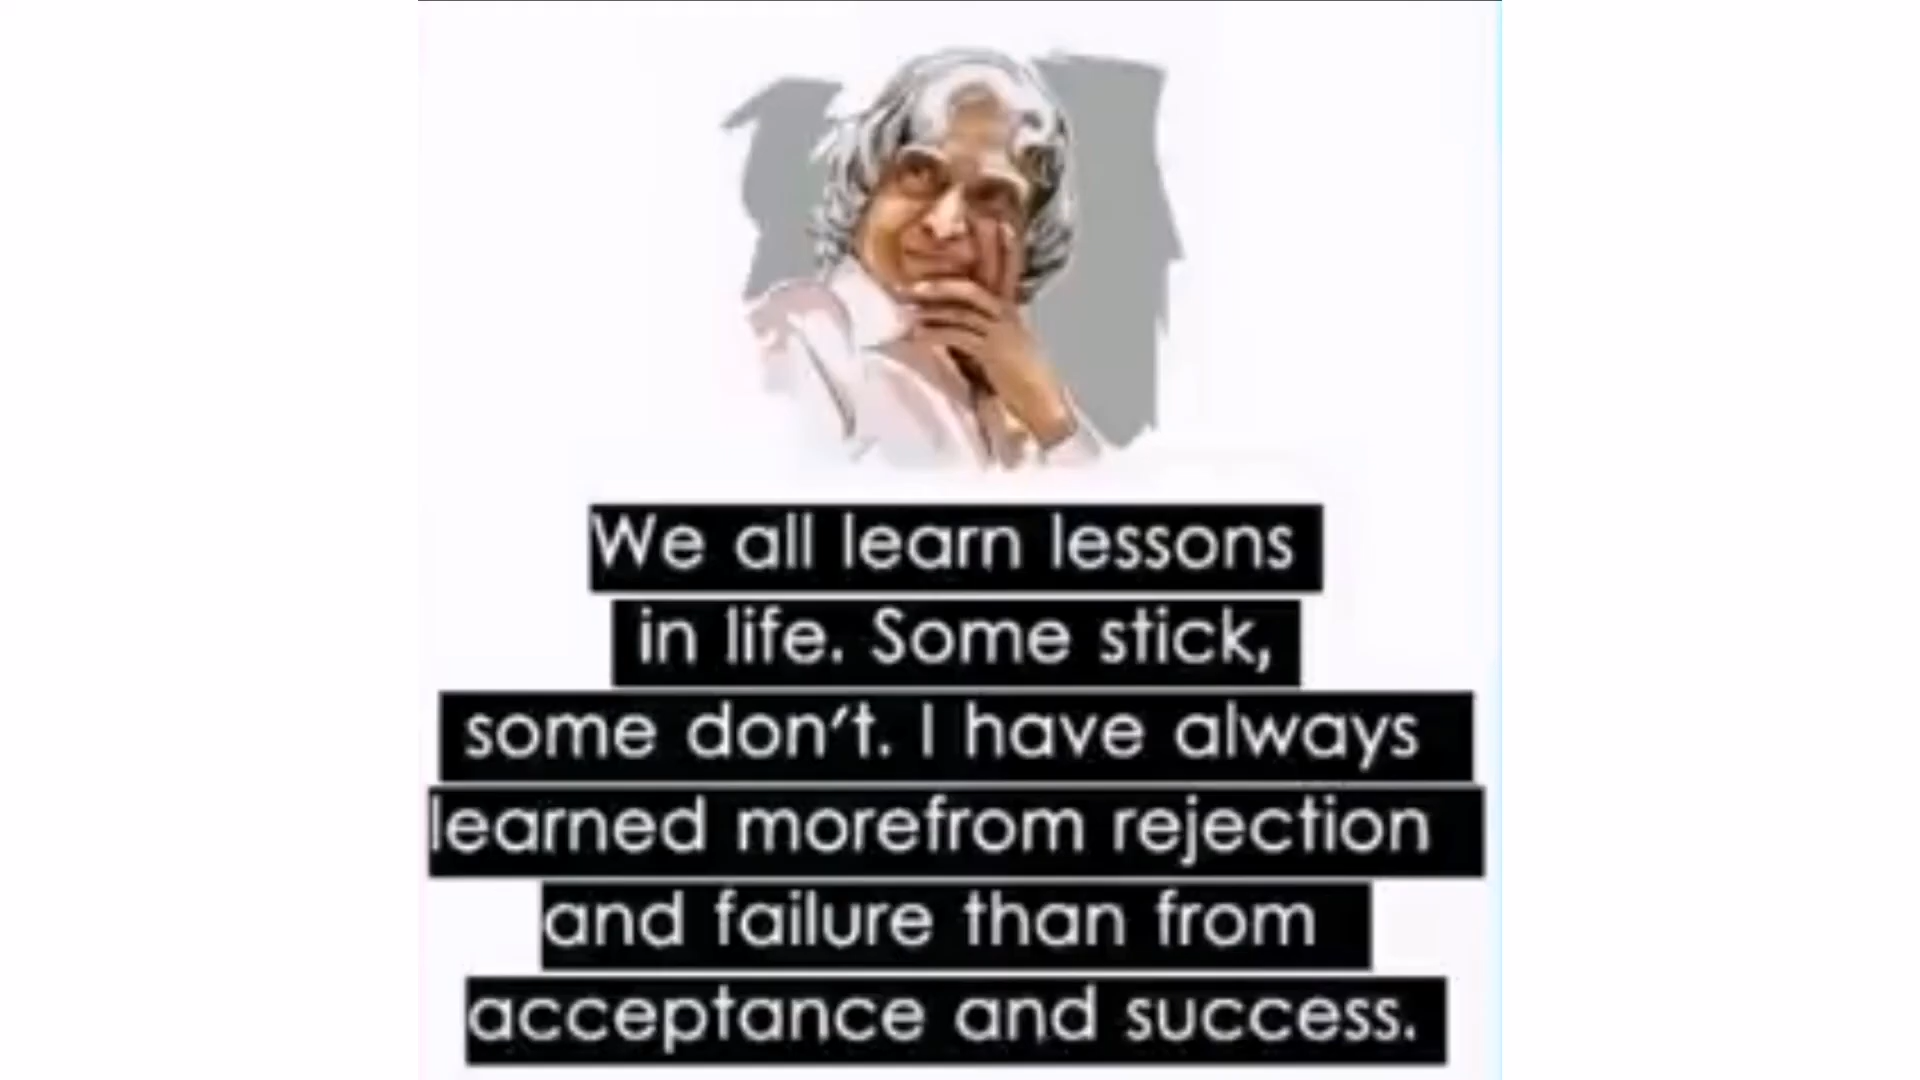 We all learn lessons
in life. Some stick,
some don't. I have always
learned morefrom rejection
and failure than from
acceptance and success.